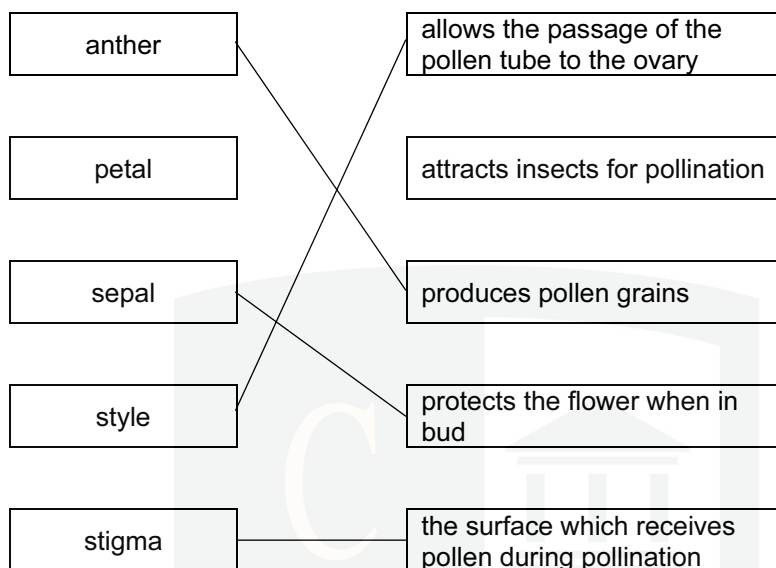 anther
allows the passage of the
pollen tube to the ovary
petal
attracts insects for pollination
sepal
produces pollen grains
style
protects the flower when in
bud
stigma
the surface which receives
pollen during pollination
C